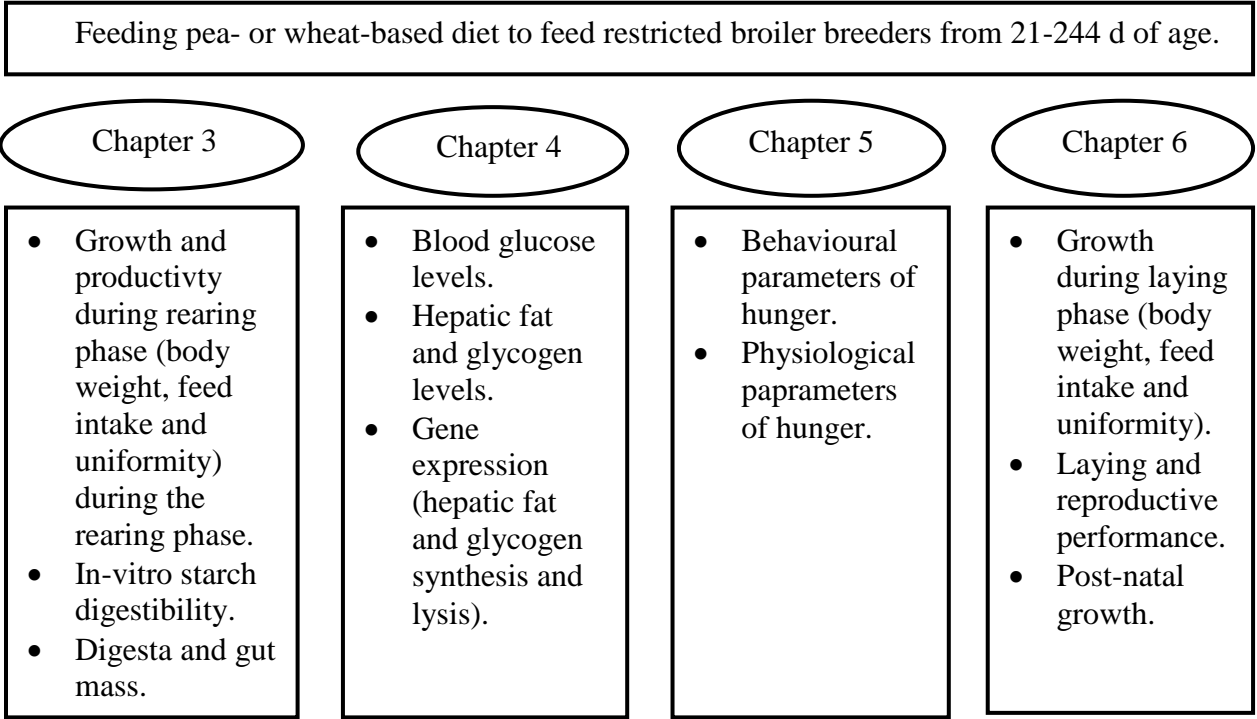 Feeding pea- or wheat-based diet to feed restricted broiler breeders from 21-244 d of age.
Chapter 3
• Growth and
productivty
during rearing
phase (body
weight, feed
intake and
uniformity)
during the
rearing phase.
• In-vitro starch
digestibility.
• Digesta and gut
mass.
Chapter 4
• Blood glucose
levels.
• Hepatic fat
and glycogen
levels.
• Gene
expression
(hepatic fat
and glycogen
synthesis and
lysis).
Chapter 5
• Behavioural
parameters of
hunger.
• Physiological
paprameters
of hunger.
Chapter 6
• Growth
during laying
phase (body
weight, feed
intake and
uniformity).
• Laying and
reproductive
performance.
• Post-natal
growth.